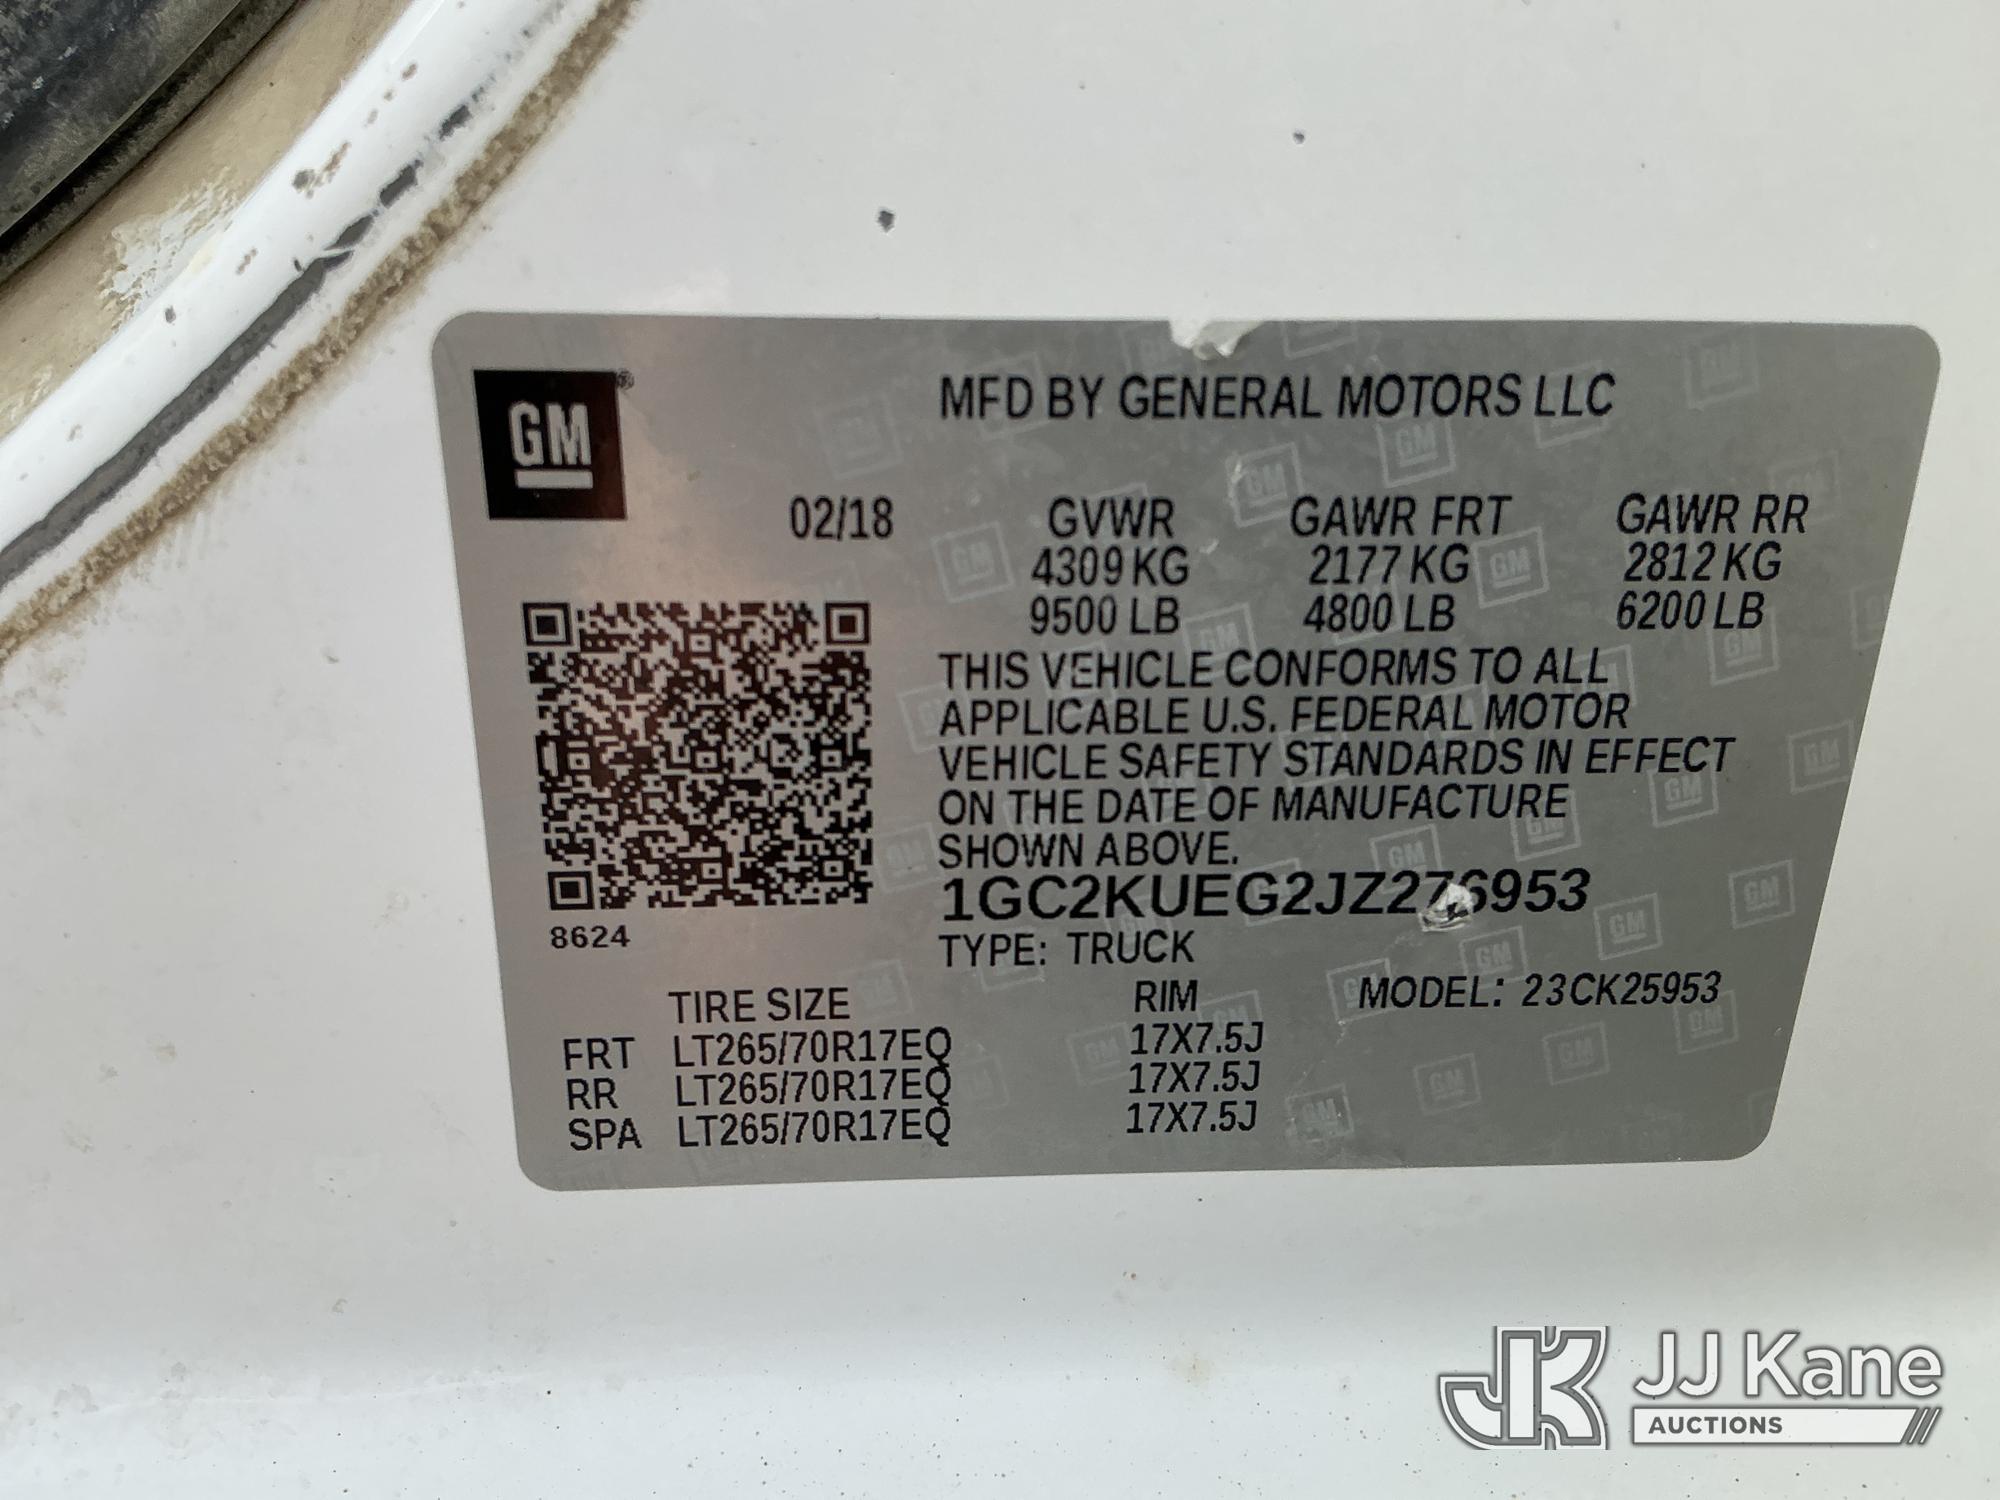 GM®
MFD BY GENERAL MOTORS LLC
02/18 GVWR GAWR FRT GAWR RR
4309 KG 2177 KG 2812 KG
9500 LB 4800 LB 6200 LB
THIS VEHICLE CONFORMS TO ALL
APPLICABLE U.S. FEDERAL MOTOR
VEHICLE SAFETY STANDARDS IN EFFECT
ON THE DATE OF MANUFACTURE
SHOWN ABOVE.
1GC2KUEG2JZ276953
8624
TYPE: TRUCK
TIRE SIZE RIM MODEL: 23CK25953
FRT LT265/70R17EQ 17X7.5J
RR LT265/70R17EQ 17X7.5J
SPA LT265/70R17EQ 17X7.5J
JK JJ Kane
AUCTIONS